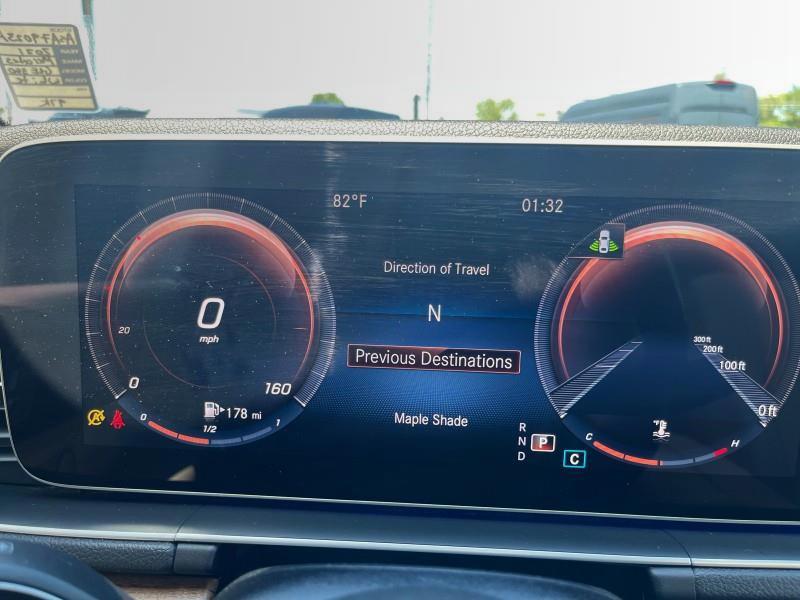 82°F
01:32
Direction of Travel
N
Previous Destinations
Maple Shade
0
mph
20
0
160
178 mi
0
1/2
1
R
N
P
D
C
300 ft
200 ft
100 ft
0 ft
C
H